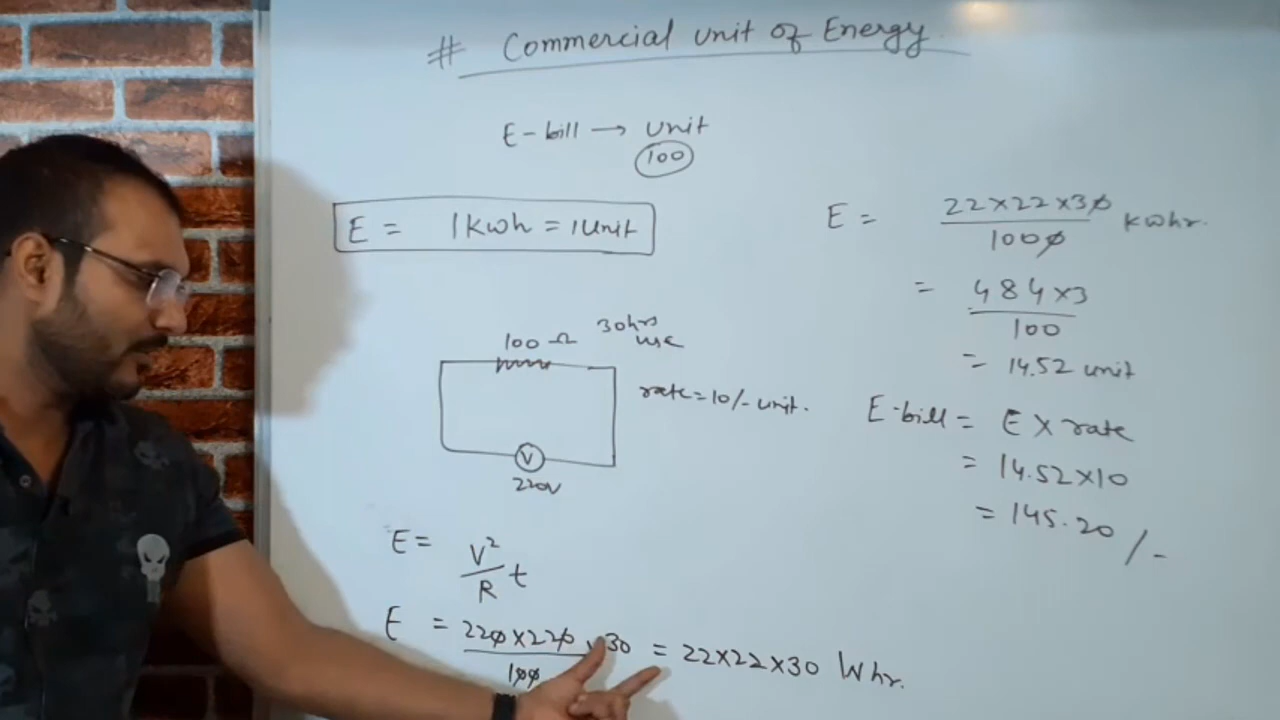 # Commercial unit of Energy
E-bill → unit
100
E = 1kwh = 1unit
100 Ω 30hrs
use
rate=10/- unit.
V
220V
E = V²/R t
E = 220×220×30/100 = 22×22×30 Whr.
E = 22×22×30/1000 kwhr.
= 484×3/100
= 14.52 unit
E-bill = E × rate
= 14.52×10
= 145.20/-